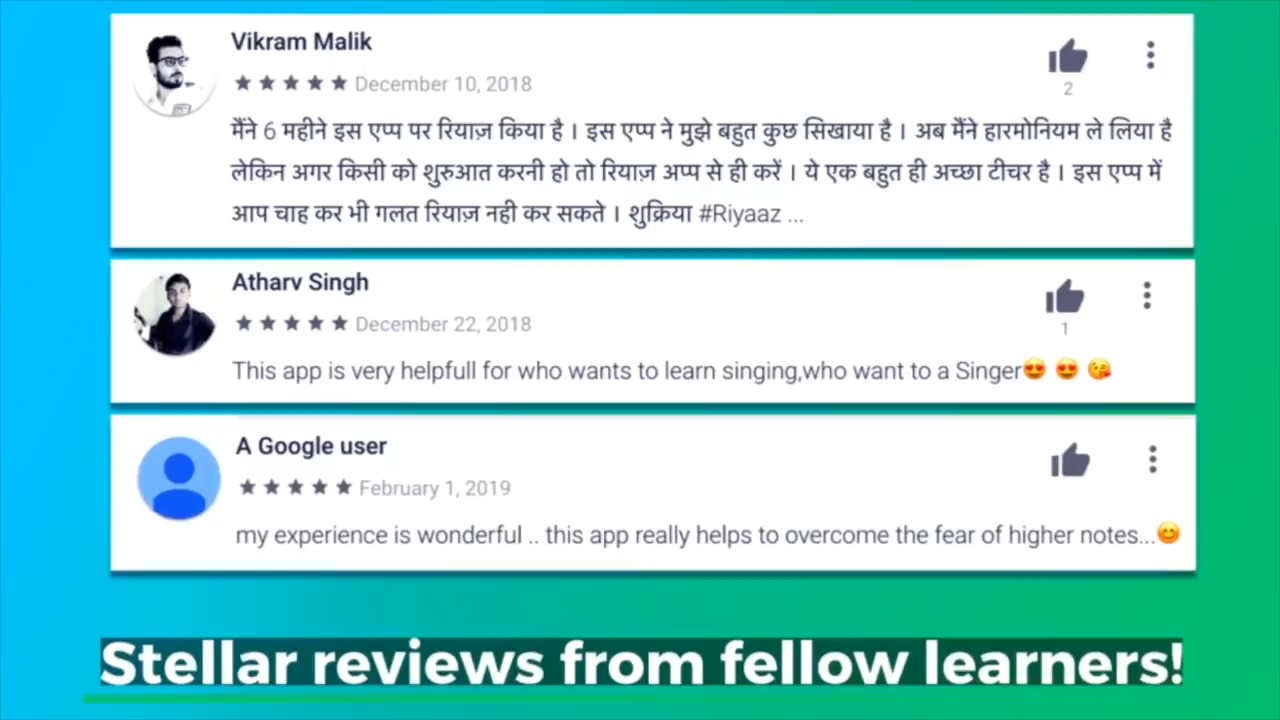 Vikram Malik
★★★★★ December 10, 2018
2
मैंने 6 महीने इस एप्प पर रियाज़ किया है । इस एप्प ने मुझे बहुत कुछ सिखाया है । अब मैंने हारमोनियम ले लिया है
लेकिन अगर किसी को शुरुआत करनी हो तो रियाज़ अप्प से ही करें । ये एक बहुत ही अच्छा टीचर है । इस एप्प में
आप चाह कर भी गलत रियाज़ नही कर सकते । शुक्रिया #Riyaaz ...
Atharv Singh
★★★★★ December 22, 2018
1
This app is very helpfull for who wants to learn singing,who want to a Singer😍 😍 😘
A Google user
★★★★★ February 1, 2019
my experience is wonderful .. this app really helps to overcome the fear of higher notes...😊
Stellar reviews from fellow learners!